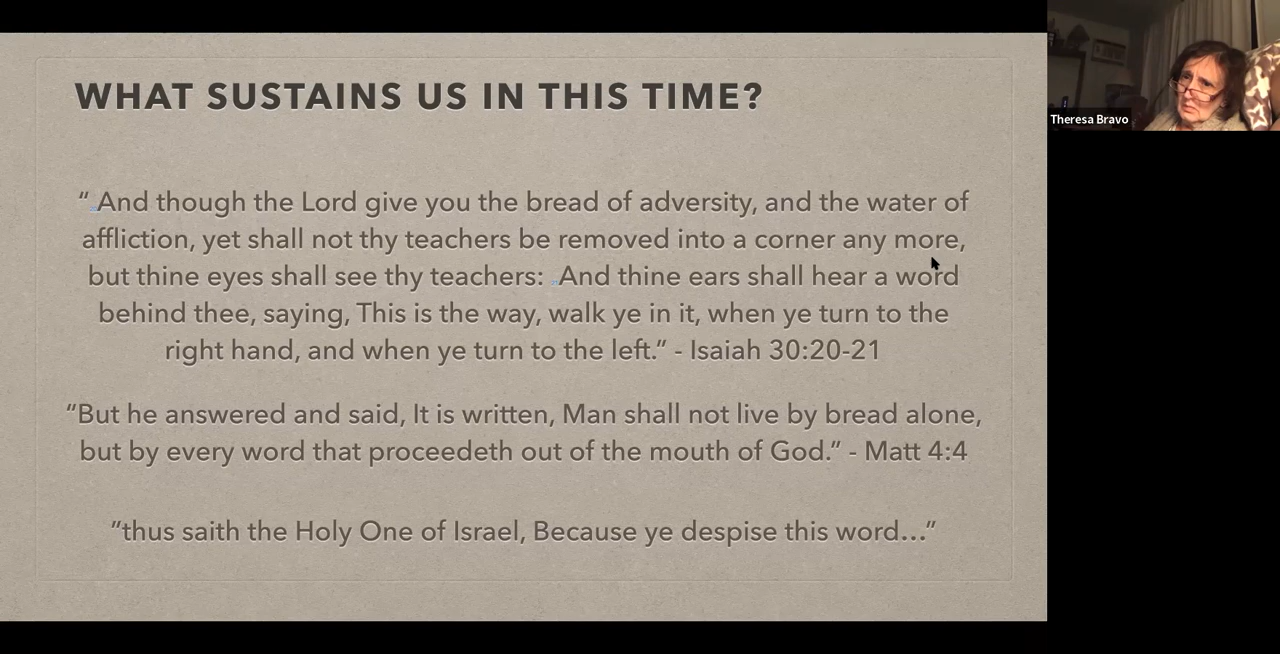 WHAT SUSTAINS US IN THIS TIME?
“ And though the Lord give you the bread of adversity, and the water of
affliction, yet shall not thy teachers be removed into a corner any more,
but thine eyes shall see thy teachers: And thine ears shall hear a word
behind thee, saying, This is the way, walk ye in it, when ye turn to the
right hand, and when ye turn to the left.” - Isaiah 30:20-21
“But he answered and said, It is written, Man shall not live by bread alone,
but by every word that proceedeth out of the mouth of God.” - Matt 4:4
“thus saith the Holy One of Israel, Because ye despise this word…”
Theresa Bravo